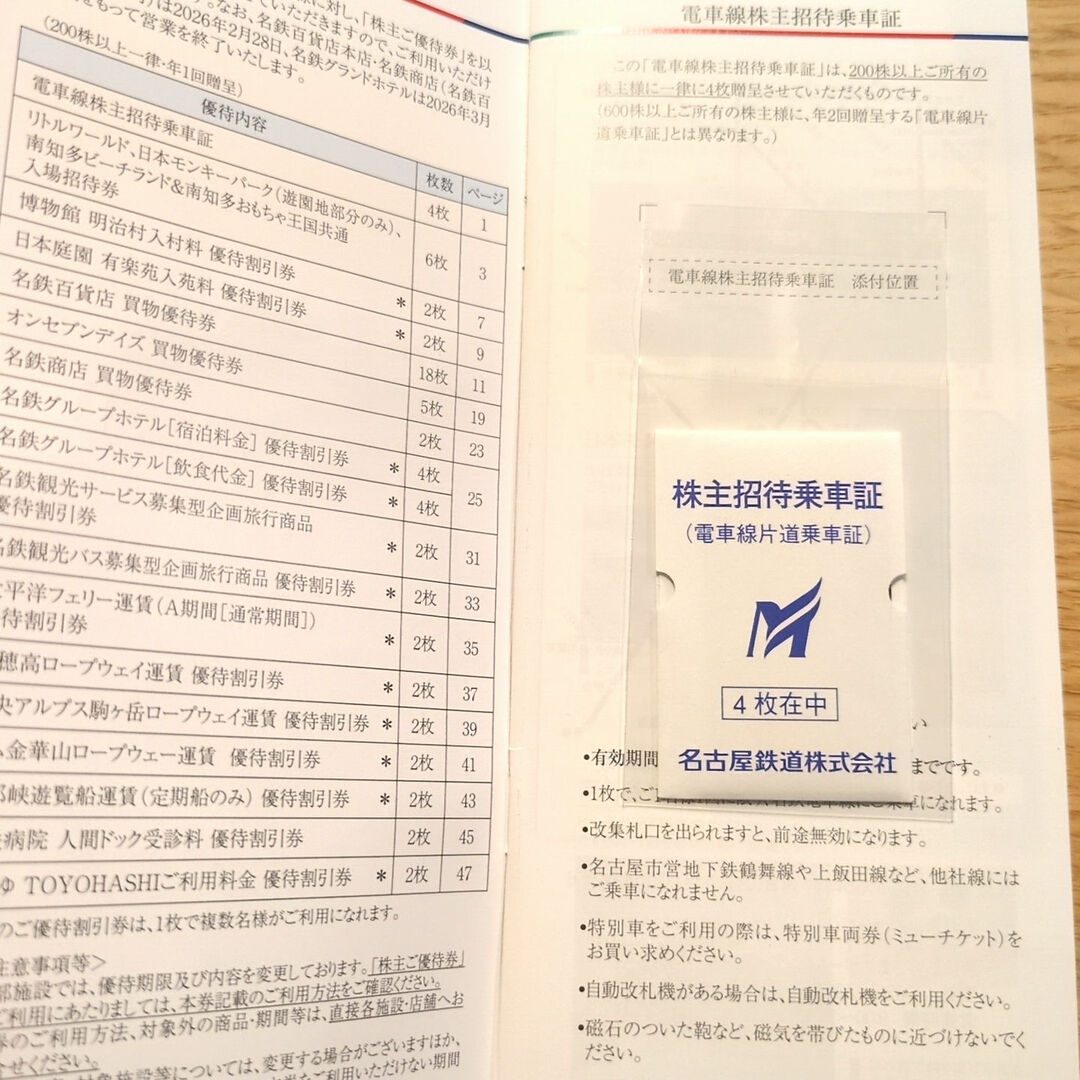 に対し、「株主ご優待券」を以
ていただきますので、ご利用いただけ
なお、名鉄百貨店本店・名鉄商店(名鉄百
)は2026年2月28日、名鉄グランドホテルは2026年3月
をもって営業を終了いたします。
(200株以上一律・年1回贈呈)
優待内容 枚数 ページ
電車線株主招待乗車証 4枚 1
リトルワールド、日本モンキーパーク(遊園地部分のみ)、
南知多ビーチランド&南知多おもちゃ王国共通
入場招待券 6枚 3
博物館 明治村入村料 優待割引券 * 2枚 7
日本庭園 有楽苑入苑料 優待割引券 * 2枚 9
名鉄百貨店 買物優待券 18枚 11
オンセブンデイズ 買物優待券 5枚 19
名鉄商店 買物優待券 2枚 23
名鉄グループホテル[宿泊料金] 優待割引券 * 4枚 25
名鉄グループホテル[飲食代金] 優待割引券 * 4枚
名鉄観光サービス募集型企画旅行商品
優待割引券 * 2枚 31
名鉄観光バス募集型企画旅行商品 優待割引券 * 2枚 33
平洋フェリー運賃(A期間[通常期間])
待割引券 * 2枚 35
穂高ロープウェイ運賃 優待割引券 * 2枚 37
央アルプス駒ヶ岳ロープウェイ運賃 優待割引券 * 2枚 39
金華山ロープウェー運賃 優待割引券 * 2枚 41
峡遊覧船運賃(定期船のみ) 優待割引券 * 2枚 43
病院 人間ドック受診料 優待割引券 2枚 45
ゆ TOYOHASHIご利用料金 優待割引券 * 2枚 47
のご優待割引券は、1枚で複数名様がご利用になれます。
注意事項等>
部施設では、優待期限及び内容を変更しております。「株主ご優待券」
ご利用にあたりましては、本券記載のご利用方法をご確認ください。
券のご利用方法、対象外の商品・期間等は、直接各施設・店舗へお
せください。
対象施設等については、変更する場合がございますほか、
ご利用いただけない期間
電車線株主招待乗車証
この「電車線株主招待乗車証」は、200株以上ご所有の
株主様に一律に4枚贈呈させていただくものです。
(600株以上ご所有の株主様に、年2回贈呈する「電車線片
道乗車証」とは異なります。)
電車線株主招待乗車証 添付位置
株主招待乗車証
(電車線片道乗車証)
4枚在中
名古屋鉄道株式会社
•有効期間 までです。
•1枚で、ご 乗車になれます。
•改集札口を出られますと、前途無効になります。
•名古屋市営地下鉄鶴舞線や上飯田線など、他社線には
ご乗車になれません。
•特別車をご利用の際は、特別車両券(ミューチケット)を
お買い求めください。
•自動改札機がある場合は、自動改札機をご利用ください。
•磁石のついた鞄など、磁気を帯びたものに近づけないでく
ださい。